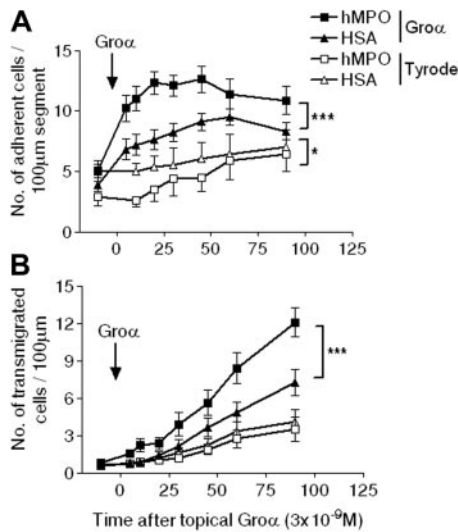 A
Groα
hMPO
HSA
Groα
hMPO
HSA
Tyrode
No. of adherent cells /
100μm segment
15
10
5
0
***
*
0 25 50 75 100 125
B
Groα
No. of transmigrated
cells / 100μm
15
12
9
6
3
0
***
0 25 50 75 100 125
Time after topical Groα (3x10⁻⁹M)